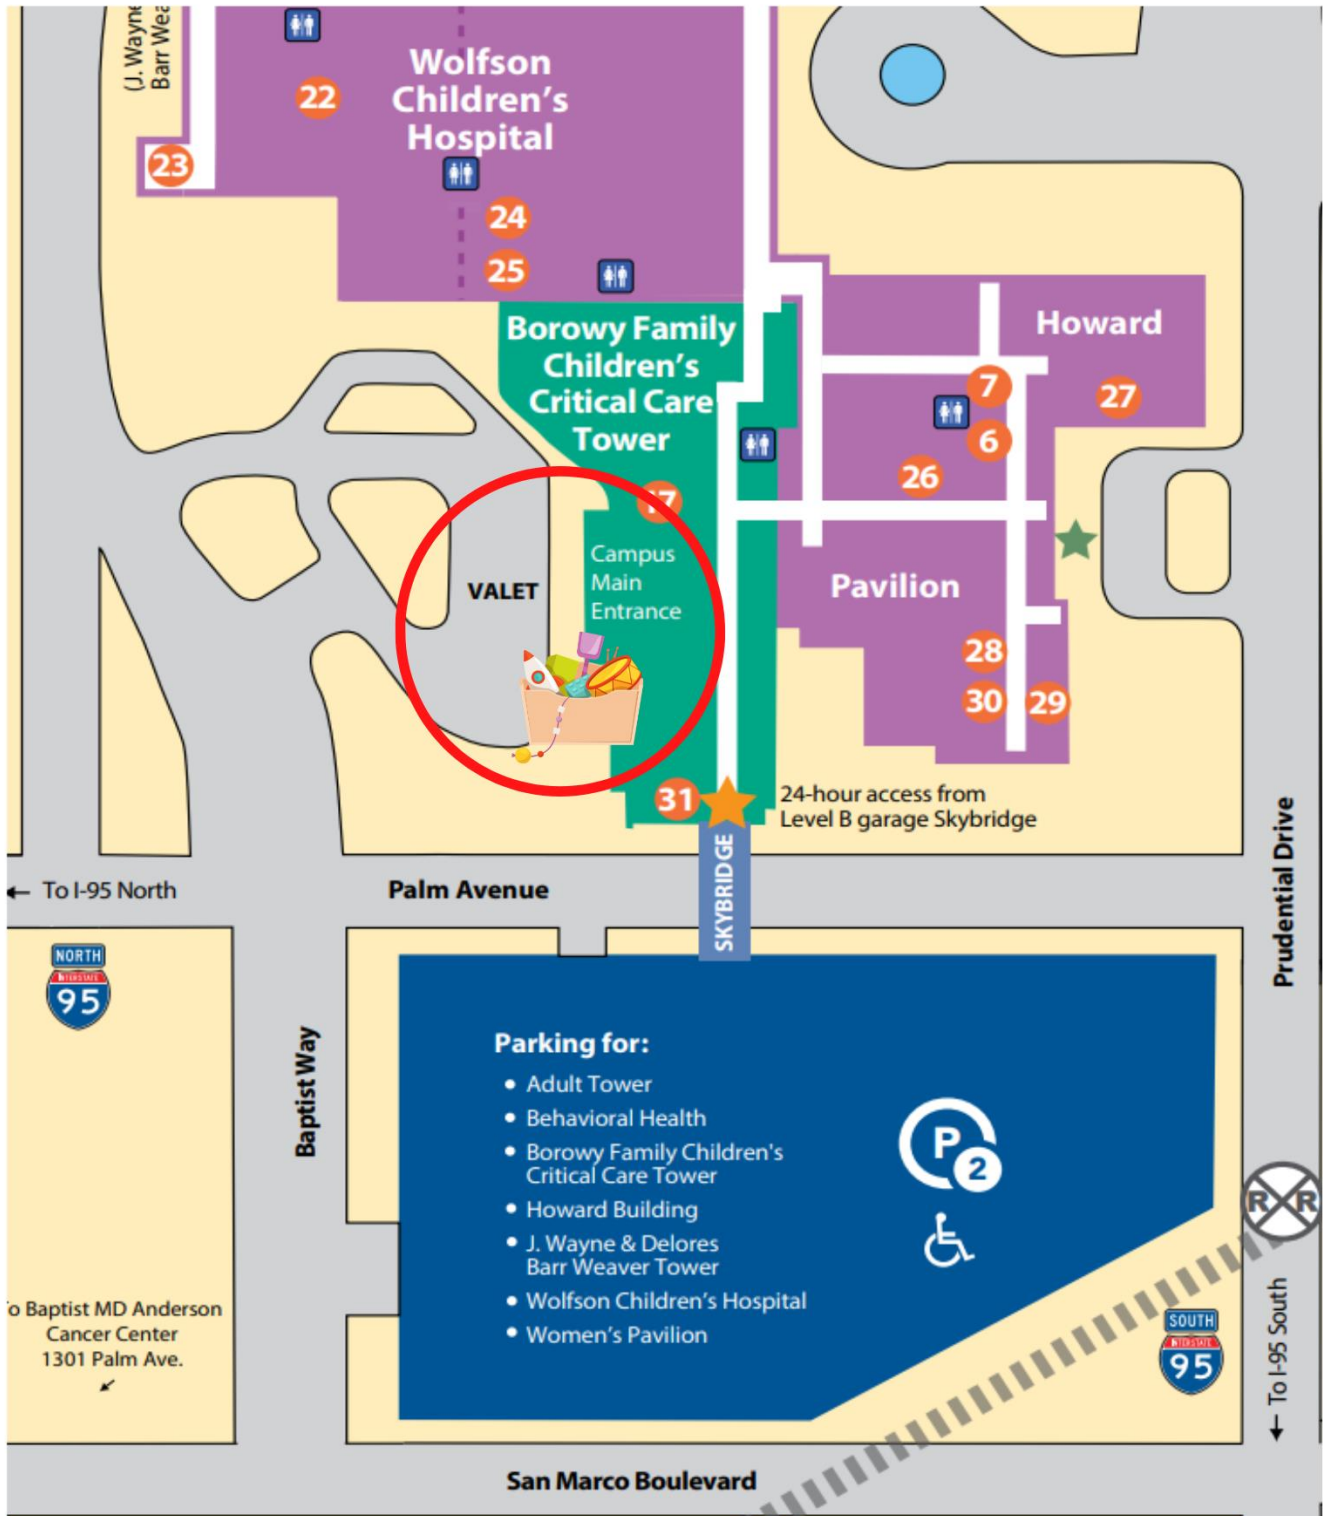 (J. Wayne
Barr Wea
Wolfson
Children's
Hospital
22
23
24
25
Borowy Family
Children's
Critical Care
Tower
Howard
7
27
6
26
17
Campus
Main
Entrance
VALET
Pavilion
28
30
29
31
24-hour access from
Level B garage Skybridge
SKYBRIDGE
Prudential Drive
← To I-95 North
Palm Avenue
NORTH
INTERSTATE
95
Baptist Way
Parking for:
• Adult Tower
• Behavioral Health
• Borowy Family Children's
Critical Care Tower
• Howard Building
• J. Wayne & Delores
Barr Weaver Tower
• Wolfson Children's Hospital
• Women's Pavilion
P
2
R R
o Baptist MD Anderson
Cancer Center
1301 Palm Ave.
SOUTH
INTERSTATE
95
← To I-95 South
San Marco Boulevard